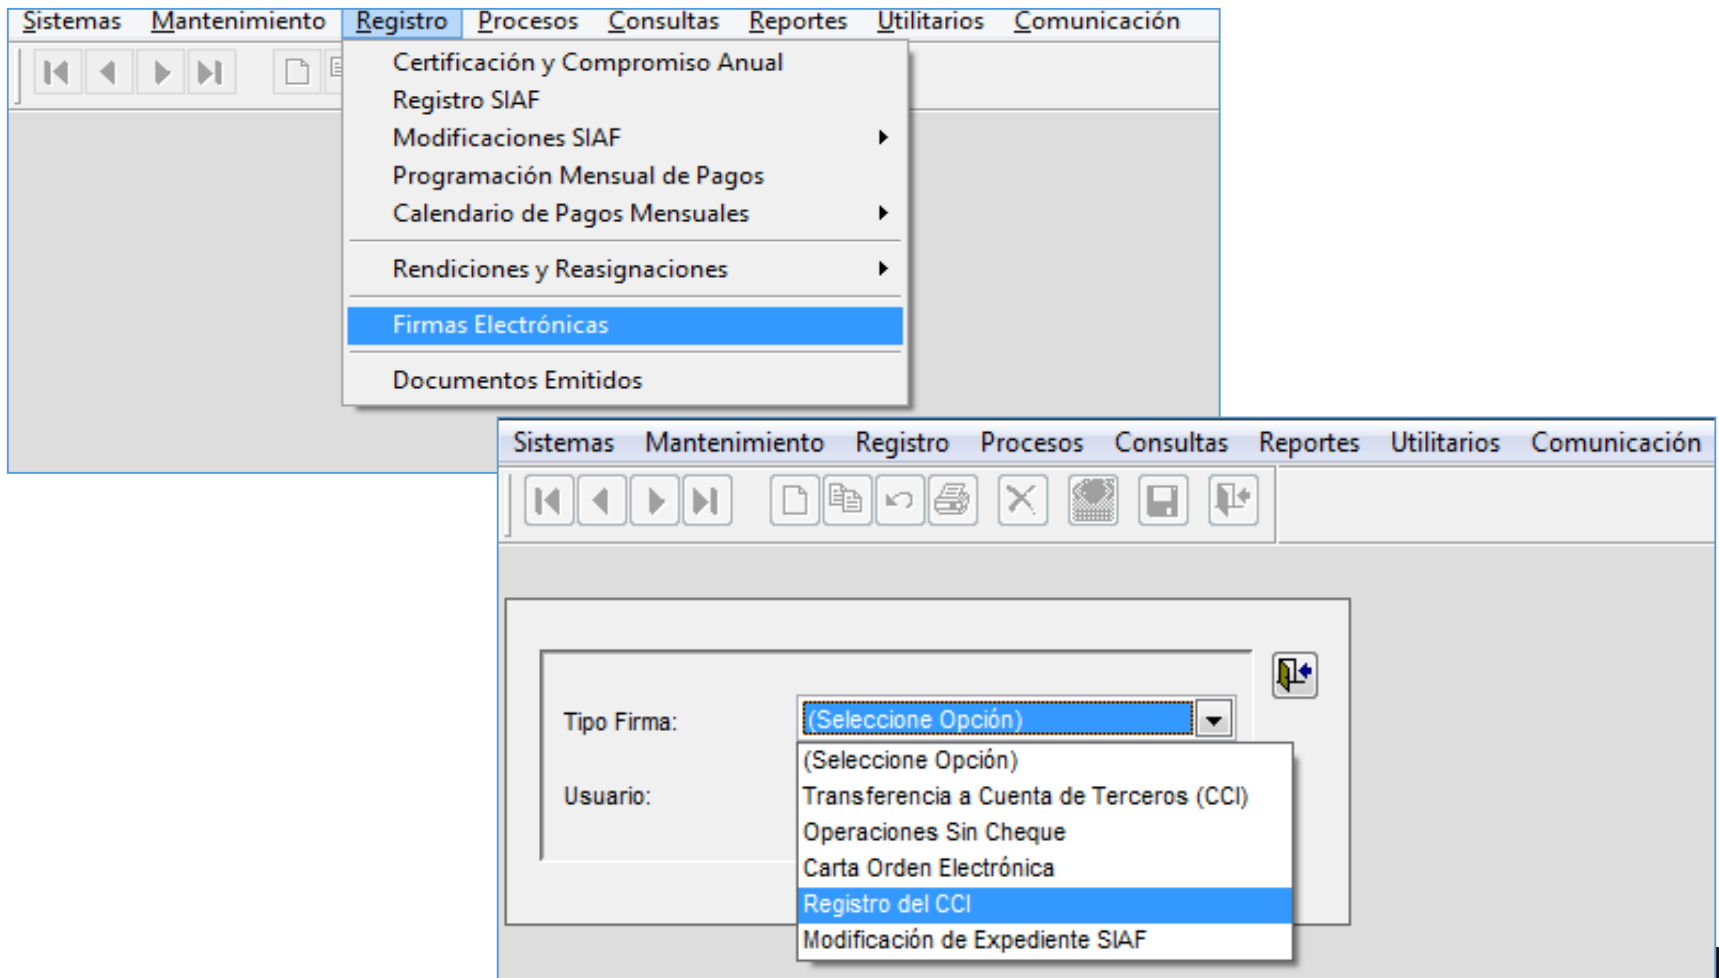 Sistemas Mantenimiento Registro Procesos Consultas Reportes Utilitarios Comunicación
Certificación y Compromiso Anual
Registro SIAF
Modificaciones SIAF
Programación Mensual de Pagos
Calendario de Pagos Mensuales
Rendiciones y Reasignaciones
Firmas Electrónicas
Documentos Emitidos
Sistemas Mantenimiento Registro Procesos Consultas Reportes Utilitarios Comunicación
Tipo Firma: (Seleccione Opción)
(Seleccione Opción)
Usuario: Transferencia a Cuenta de Terceros (CCI)
Operaciones Sin Cheque
Carta Orden Electrónica
Registro del CCI
Modificación de Expediente SIAF